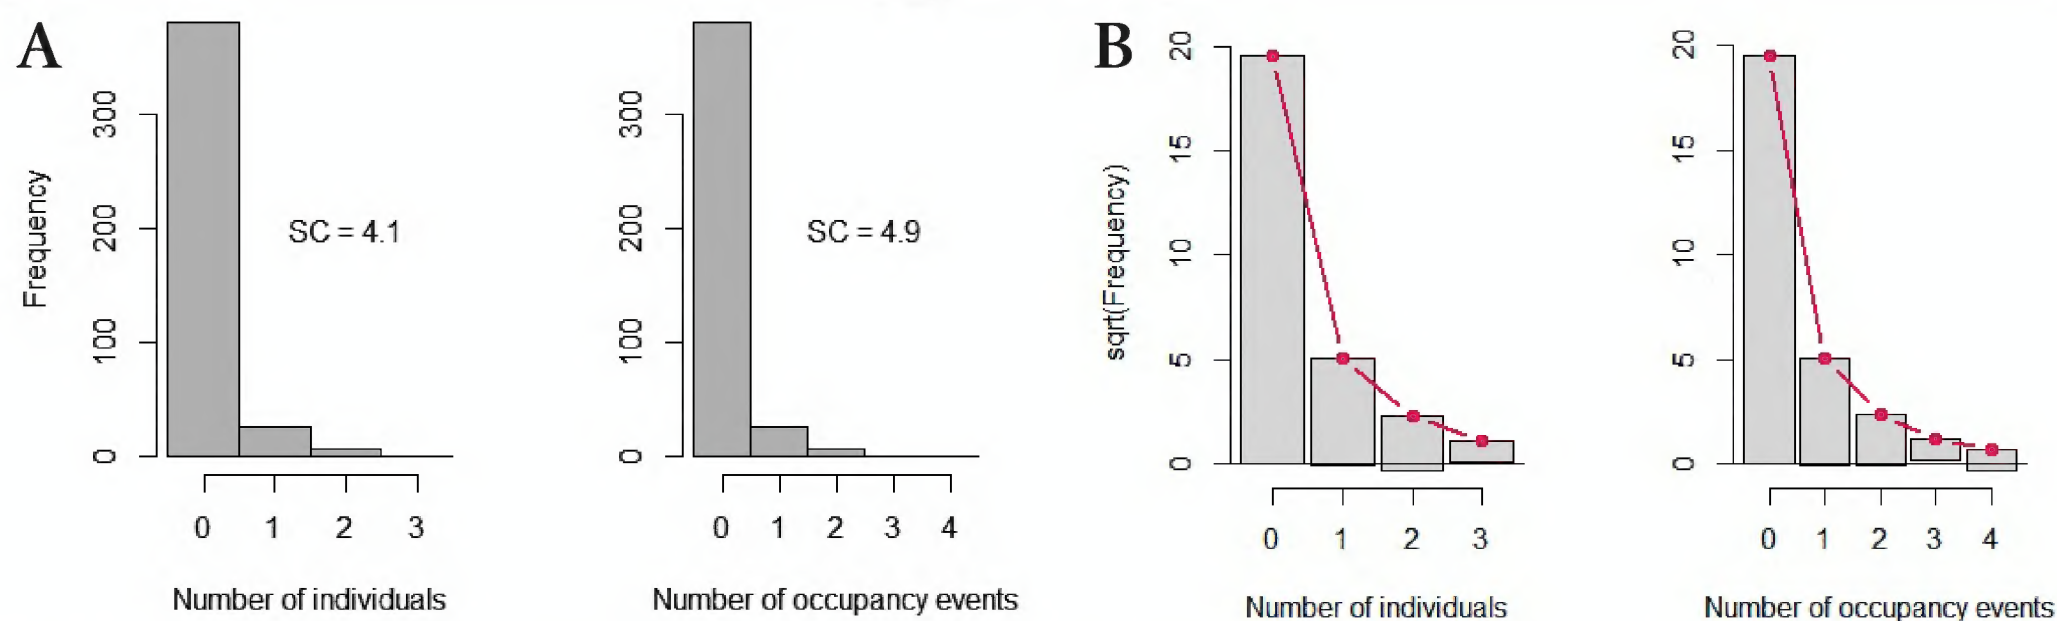 A
Frequency
0 100 200 300
SC = 4.1
0 1 2 3
Number of individuals
0 100 200 300
SC = 4.9
0 1 2 3 4
Number of occupancy events
B
sqrt(Frequency)
0 5 10 15 20
0 1 2 3
Number of individuals
0 5 10 15 20
0 1 2 3 4
Number of occupancy events